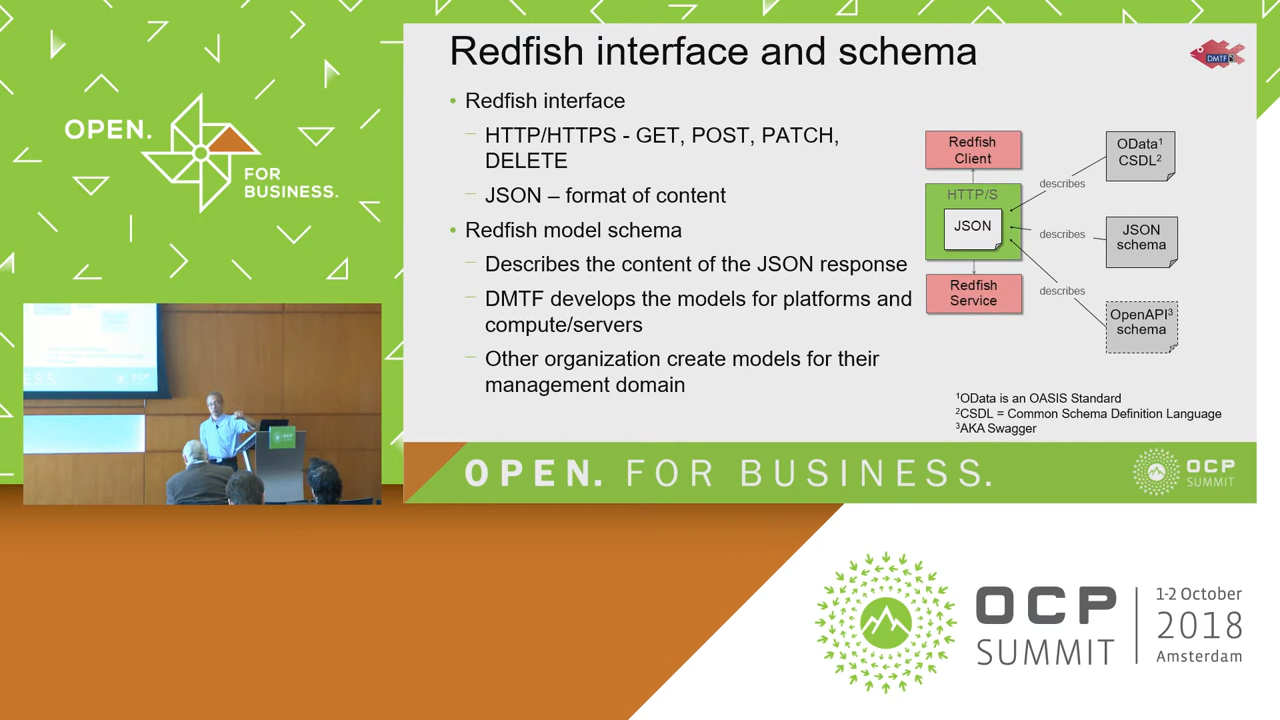 OPEN.
FOR
BUSINESS.
Redfish interface and schema
DMTF
• Redfish interface
– HTTP/HTTPS - GET, POST, PATCH,
DELETE
– JSON – format of content
• Redfish model schema
– Describes the content of the JSON response
– DMTF develops the models for platforms and
compute/servers
– Other organization create models for their
management domain
Redfish
Client
HTTP/S
JSON
Redfish
Service
describes
describes
describes
OData¹
CSDL²
JSON
schema
OpenAPI³
schema
¹OData is an OASIS Standard
²CSDL = Common Schema Definition Language
³AKA Swagger
OPEN. FOR BUSINESS.
OCP
SUMMIT
OCP
OCP
SUMMIT
1-2 October
2018
Amsterdam